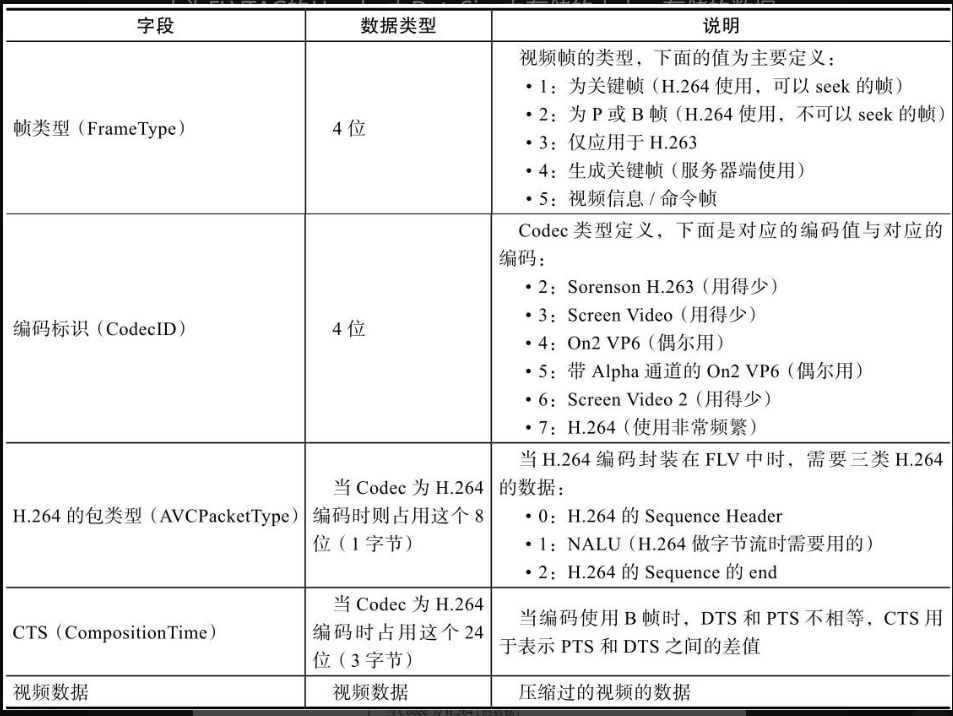 字段 数据类型 说明
帧类型（FrameType） 4 位 视频帧的类型，下面的值为主要定义：
• 1：为关键帧（H.264 使用，可以 seek 的帧）
• 2：为 P 或 B 帧（H.264 使用，不可以 seek 的帧）
• 3：仅应用于 H.263
• 4：生成关键帧（服务器端使用）
• 5：视频信息 / 命令帧
编码标识（CodecID） 4 位 Codec 类型定义，下面是对应的编码值与对应的
编码：
• 2：Sorenson H.263（用得少）
• 3：Screen Video（用得少）
• 4：On2 VP6（偶尔用）
• 5：带 Alpha 通道的 On2 VP6（偶尔用）
• 6：Screen Video 2（用得少）
• 7：H.264（使用非常频繁）
H.264 的包类型（AVCPacketType）
当 Codec 为 H.264
编码时则占用这个 8
位（1 字节）
当 H.264 编码封装在 FLV 中时，需要三类 H.264
的数据：
• 0：H.264 的 Sequence Header
• 1：NALU（H.264 做字节流时需要用的）
• 2：H.264 的 Sequence 的 end
CTS（CompositionTime）
当 Codec 为 H.264
编码时占用这个 24
位（3 字节）
当编码使用 B 帧时，DTS 和 PTS 不相等，CTS 用
于表示 PTS 和 DTS 之间的差值
视频数据 视频数据 压缩过的视频的数据